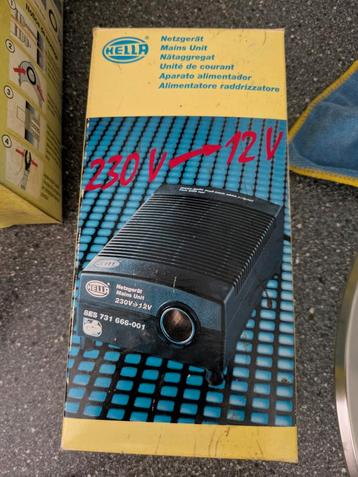 HELLA
Netzgerät
Mains Unit
Nätaggregat
Unité de courant
Aparato alimentador
Alimentatore raddrizzatore
230 V → 12 V
HELLA
Netzgerät
Mains Unit
230V→12V
8ES 731 666-001